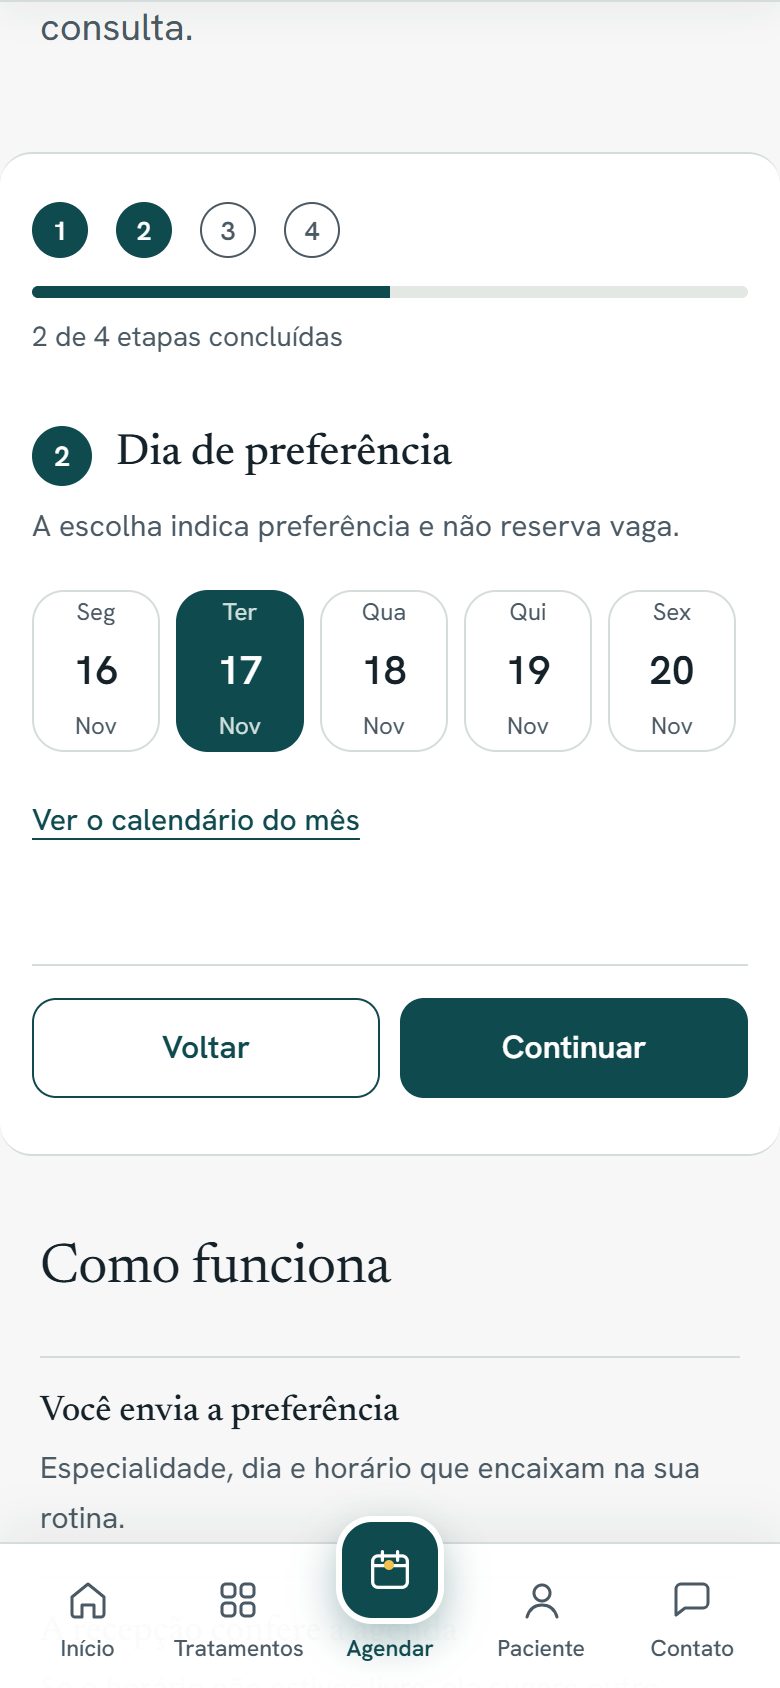 consulta.
1 2 3 4
2 de 4 etapas concluídas
2 Dia de preferência
A escolha indica preferência e não reserva vaga.
Seg Ter Qua Qui Sex
16 17 18 19 20
Nov Nov Nov Nov Nov
Ver o calendário do mês
Voltar Continuar
Como funciona
Você envia a preferência
Especialidade, dia e horário que encaixam na sua
rotina.
A recepção confere a agenda
Início Tratamentos Agendar Paciente Contato